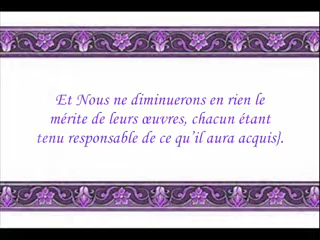 Et Nous ne diminuerons en rien le
mérite de leurs œuvres, chacun étant
tenu responsable de ce qu’il aura acquis}.